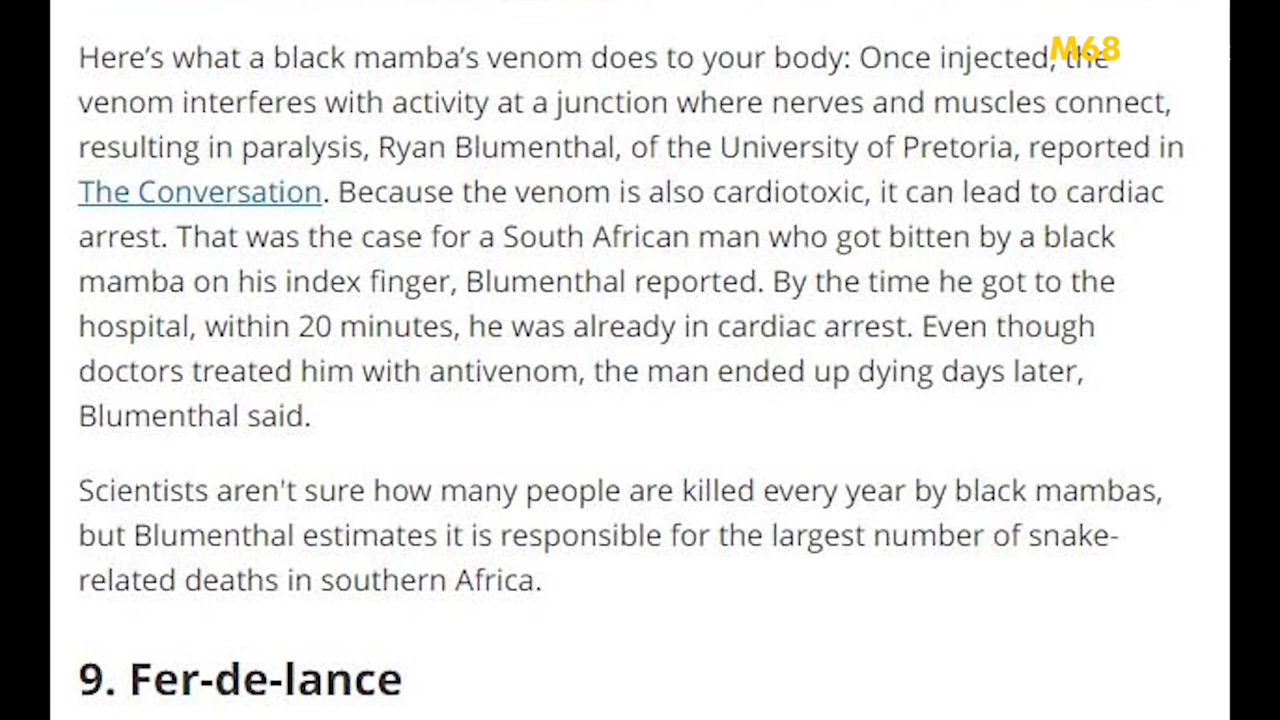 Here’s what a black mamba’s venom does to your body: Once injected, the
M68
venom interferes with activity at a junction where nerves and muscles connect,
resulting in paralysis, Ryan Blumenthal, of the University of Pretoria, reported in
The Conversation. Because the venom is also cardiotoxic, it can lead to cardiac
arrest. That was the case for a South African man who got bitten by a black
mamba on his index finger, Blumenthal reported. By the time he got to the
hospital, within 20 minutes, he was already in cardiac arrest. Even though
doctors treated him with antivenom, the man ended up dying days later,
Blumenthal said.
Scientists aren't sure how many people are killed every year by black mambas,
but Blumenthal estimates it is responsible for the largest number of snake-
related deaths in southern Africa.
9. Fer-de-lance